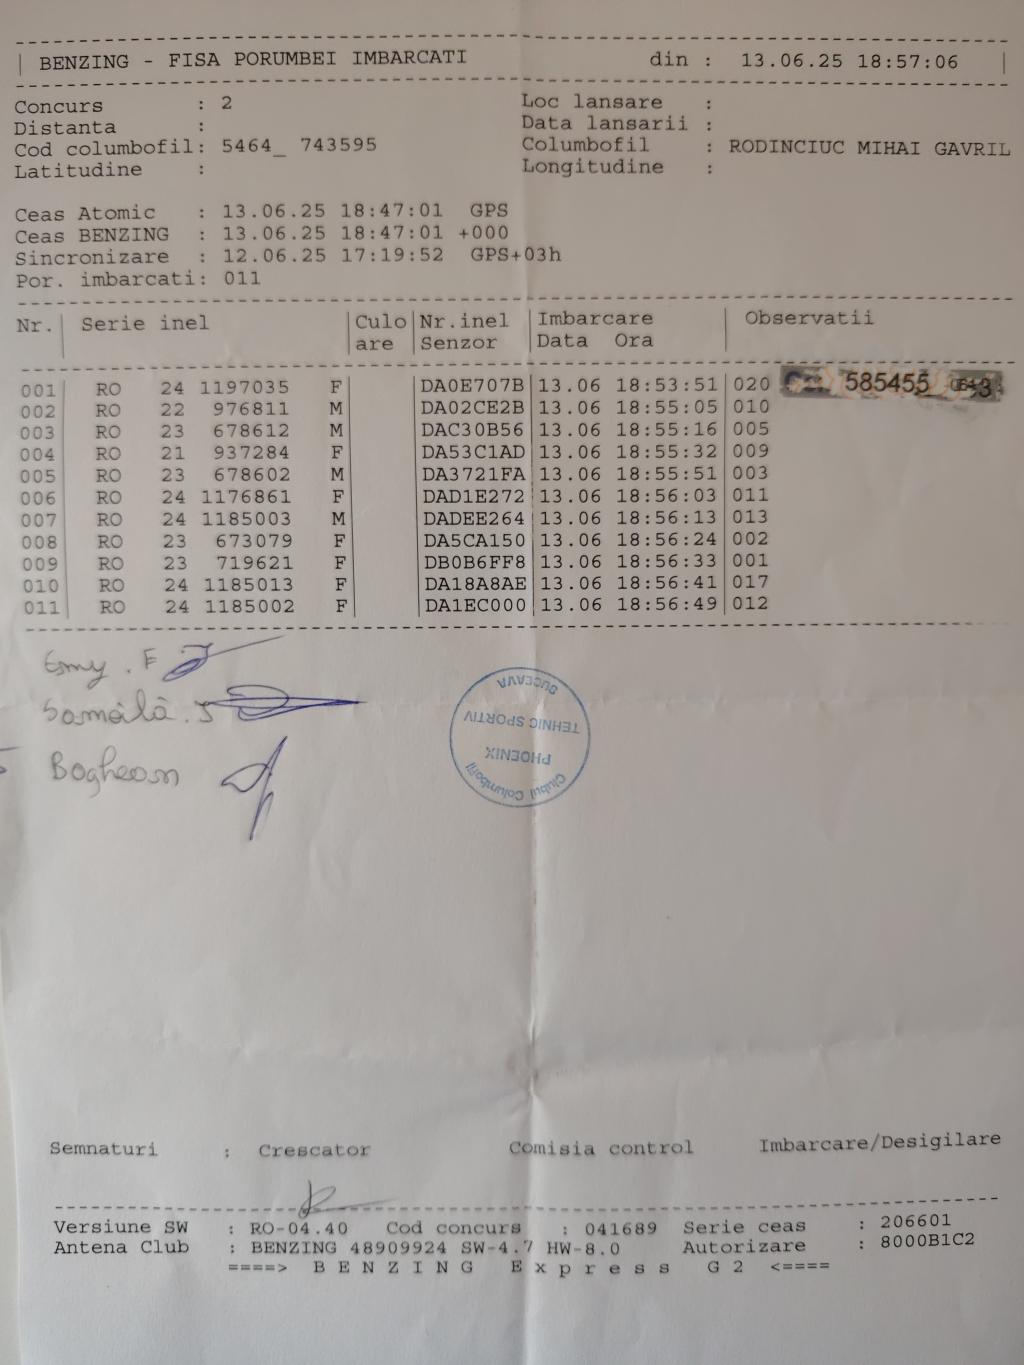 BENZING - FISA PORUMBEI IMBARCATI din : 13.06.25 18:57:06
Concurs : 2 Loc lansare :
Distanta : Data lansarii :
Cod columbofil: 5464_ 743595 Columbofil : RODINCIUC MIHAI GAVRIL
Latitudine : Longitudine :
Ceas Atomic : 13.06.25 18:47:01 GPS
Ceas BENZING : 13.06.25 18:47:01 +000
Sincronizare : 12.06.25 17:19:52 GPS+03h
Por. imbarcati: 011
Nr. Serie inel Culo Nr.inel Imbarcare Observatii
are Senzor Data Ora
001 RO 24 1197035 F DA0E707B 13.06 18:53:51 020 585455
002 RO 22 976811 M DA02CE2B 13.06 18:55:05 010
003 RO 23 678612 M DAC30B56 13.06 18:55:16 005
004 RO 21 937284 F DA53C1AD 13.06 18:55:32 009
005 RO 23 678602 M DA3721FA 13.06 18:55:51 003
006 RO 24 1176861 F DAD1E272 13.06 18:56:03 011
007 RO 24 1185003 M DADEE264 13.06 18:56:13 013
008 RO 23 673079 F DA5CA150 13.06 18:56:24 002
009 RO 23 719621 F DB0B6FF8 13.06 18:56:33 001
010 RO 24 1185013 F DA18A8AE 13.06 18:56:41 017
011 RO 24 1185002 F DA1EC000 13.06 18:56:49 012
Clubul Columbofil
PHOENIX
TEHNIC SPORTIV
SUCEAVA
Semnaturi : Crescator Comisia control Imbarcare/Desigilare
Versiune SW : RO-04.40 Cod concurs : 041689 Serie ceas : 206601
Antena Club : BENZING 48909924 SW-4.7 HW-8.0 Autorizare : 8000B1C2
====> B E N Z I N G E x p r e s s G 2 <====